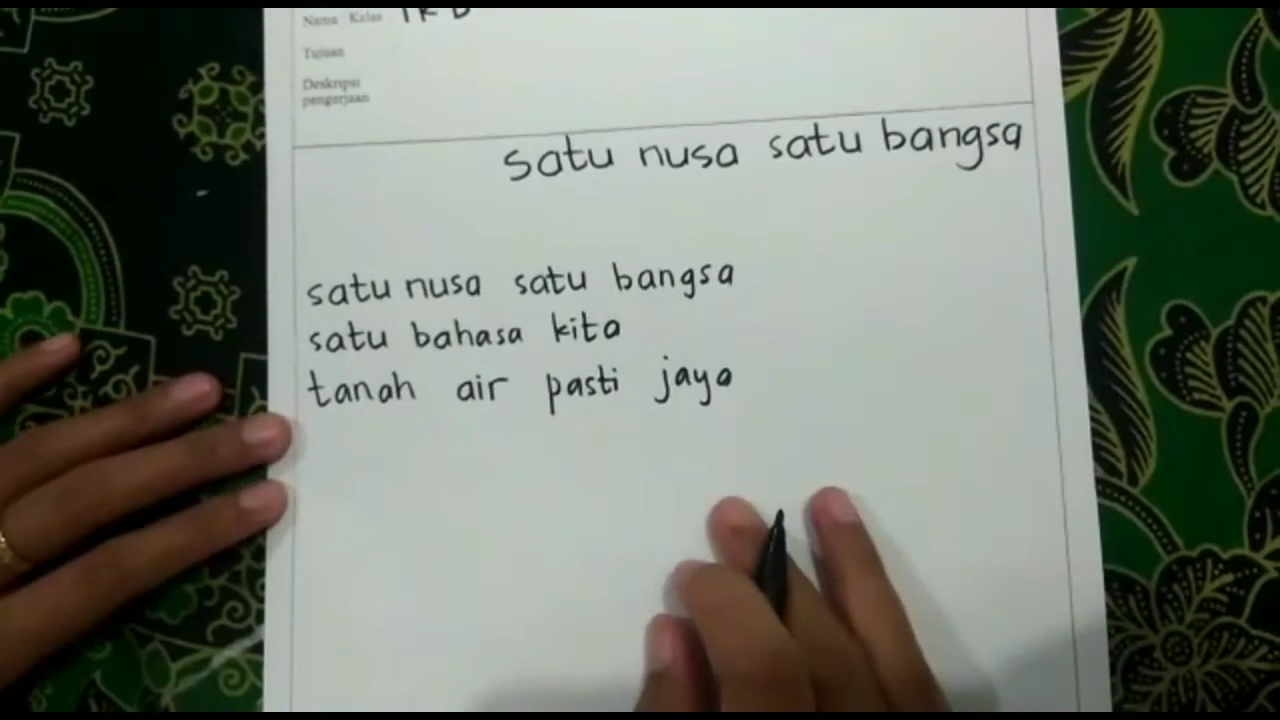 Nama Kelas
Tujuan
Deskripsi
pengerjaan
satu nusa satu bangsa
satu nusa satu bangsa
satu bahasa kita
tanah air pasti jaya